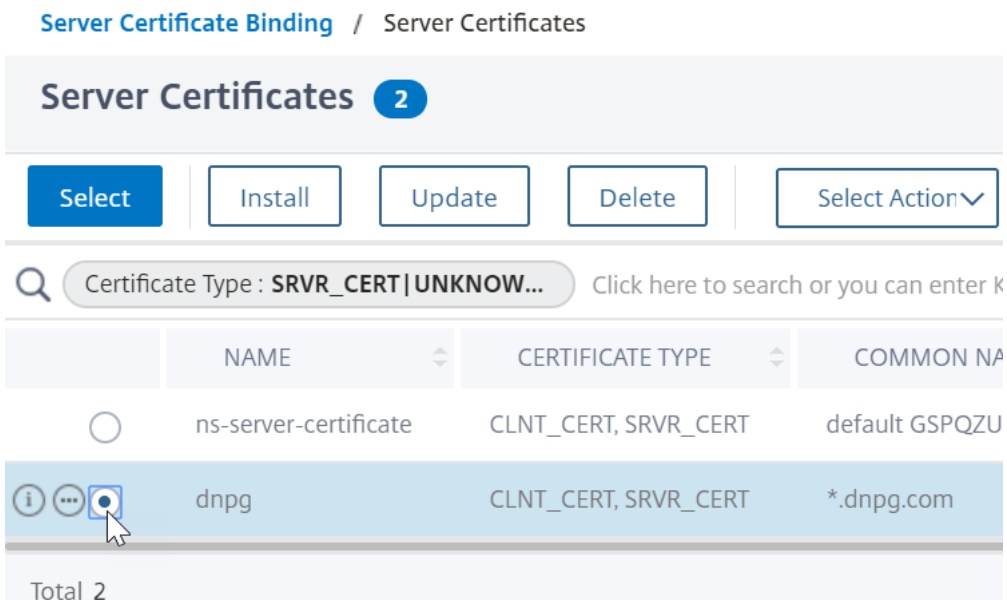 Server Certificate Binding / Server Certificates
Server Certificates 2
Select Install Update Delete Select Action
Certificate Type : SRVR_CERT|UNKNOW... Click here to search or you can enter K
NAME CERTIFICATE TYPE COMMON NA
ns-server-certificate CLNT_CERT, SRVR_CERT default GSPQZU
dnpg CLNT_CERT, SRVR_CERT *.dnpg.com
Total 2